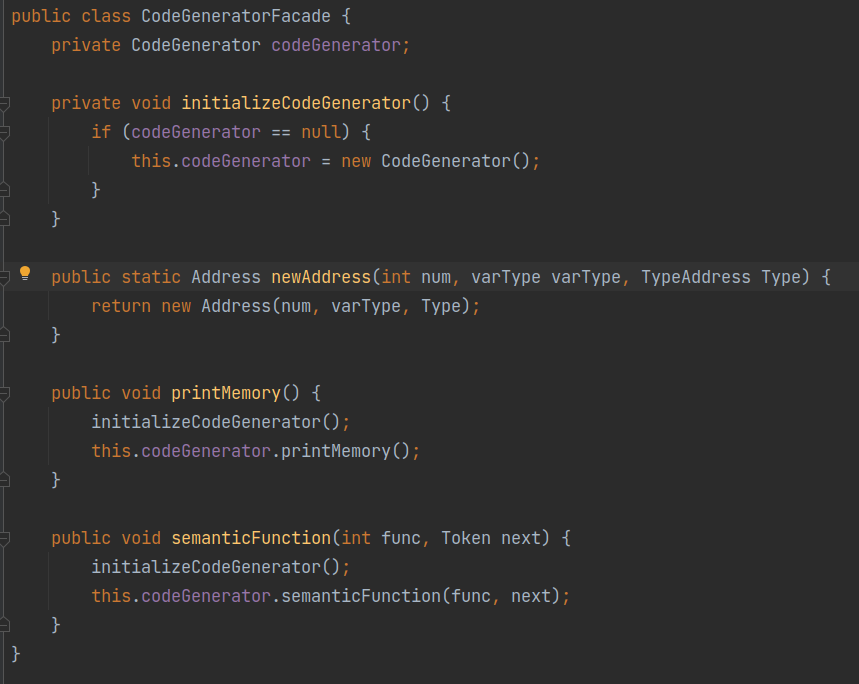 public class CodeGeneratorFacade {
    private CodeGenerator codeGenerator;

    private void initializeCodeGenerator() {
        if (codeGenerator == null) {
            this.codeGenerator = new CodeGenerator();
        }
    }

    public static Address newAddress(int num, varType varType, TypeAddress Type) {
        return new Address(num, varType, Type);
    }

    public void printMemory() {
        initializeCodeGenerator();
        this.codeGenerator.printMemory();
    }

    public void semanticFunction(int func, Token next) {
        initializeCodeGenerator();
        this.codeGenerator.semanticFunction(func, next);
    }
}